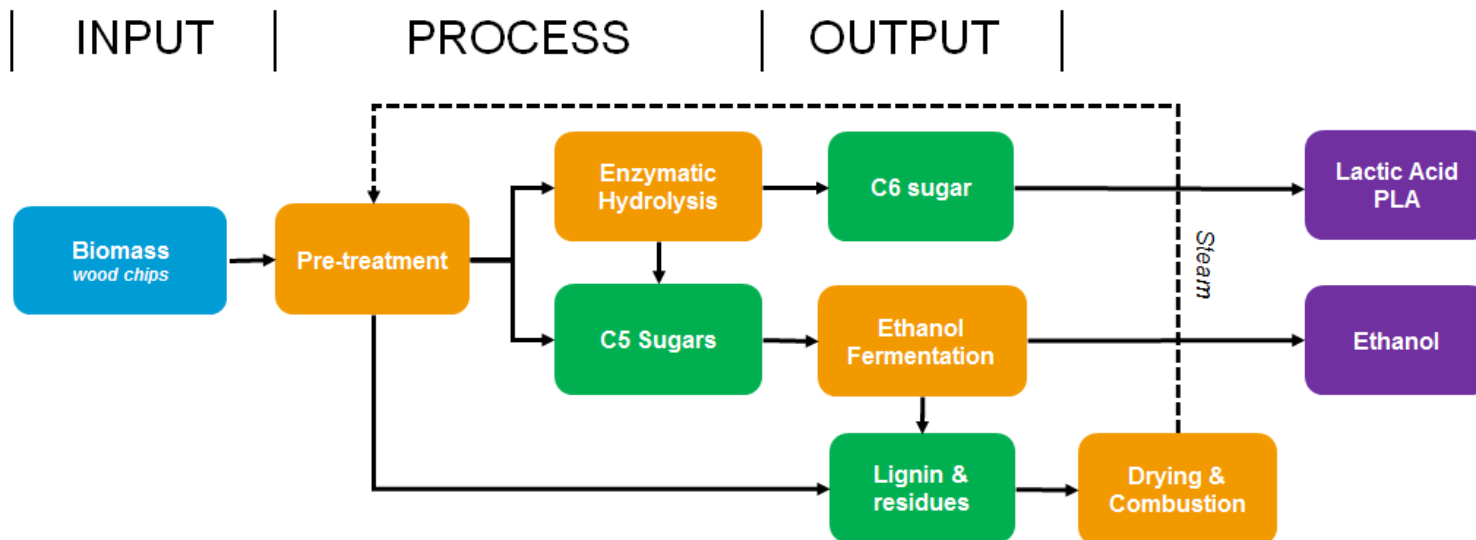 INPUT
PROCESS
OUTPUT
Enzymatic
Hydrolysis
C6 sugar
Lactic Acid
PLA
Biomass
wood chips
Pre-treatment
Steam
C5 Sugars
Ethanol
Fermentation
Ethanol
Lignin &
residues
Drying &
Combustion